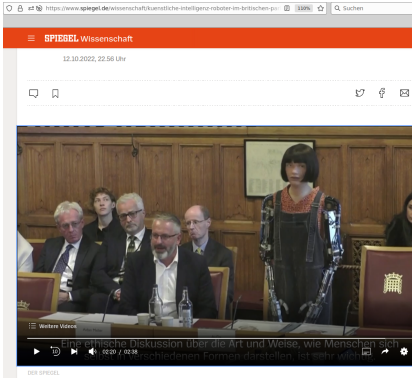 https://www.spiegel.de/wissenschaft/kuenstliche-intelligenz-roboter-im-britischen-par
130%
Suchen
SPIEGEL Wissenschaft
12.10.2022, 22.56 Uhr
Weitere Videos
Eine ethische Diskussion über die Art und Weise, wie Menschen sich
verschiedenen Formen darstellen, ist sehr
10
02:20 / 02:38
DER SPIEGEL